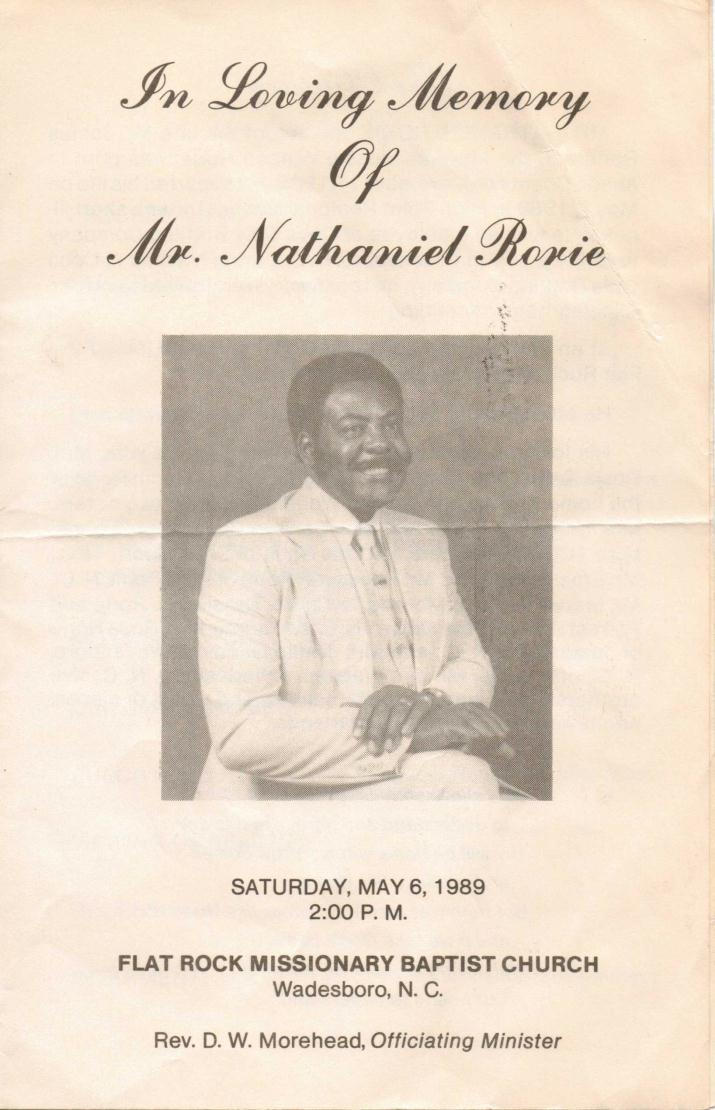 In Loving Memory
Of
Mr. Nathaniel Rorie
SATURDAY, MAY 6, 1989
2:00 P. M.
FLAT ROCK MISSIONARY BAPTIST CHURCH
Wadesboro, N. C.
Rev. D. W. Morehead, Officiating Minister